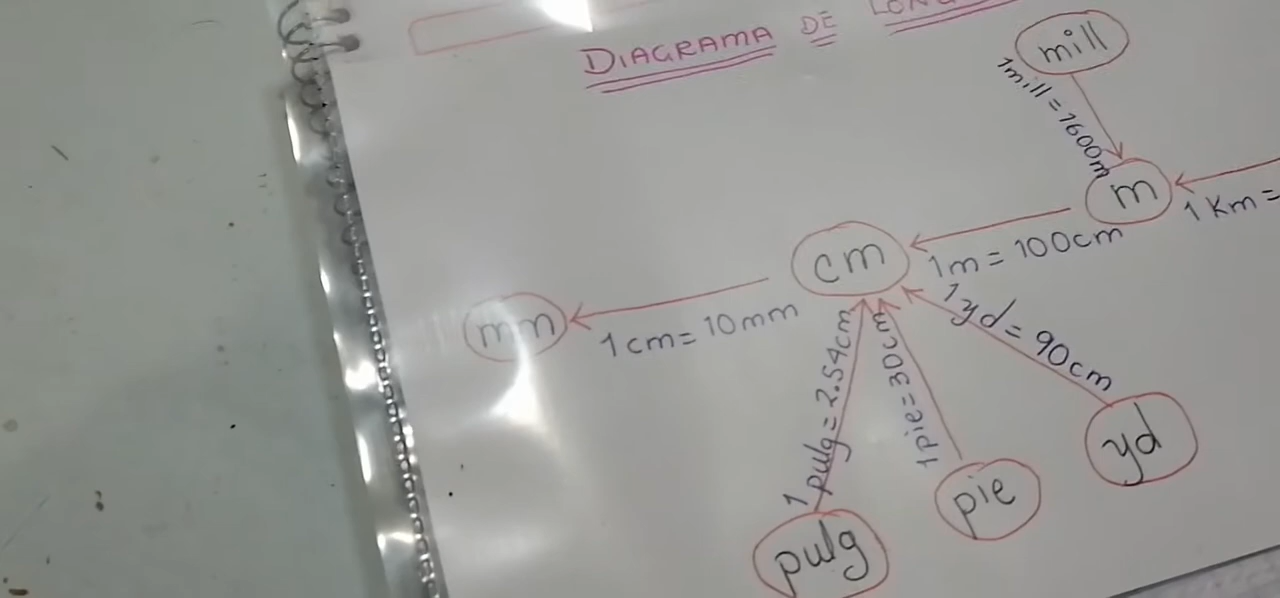 DIAGRAMA DE
mill
1mill = 1600m
m
1 Km =
1m = 100cm
cm
1cm = 10mm
mm
1 pulg = 2.54cm
1pie = 30cm
1yd = 90cm
yd
pie
pulg